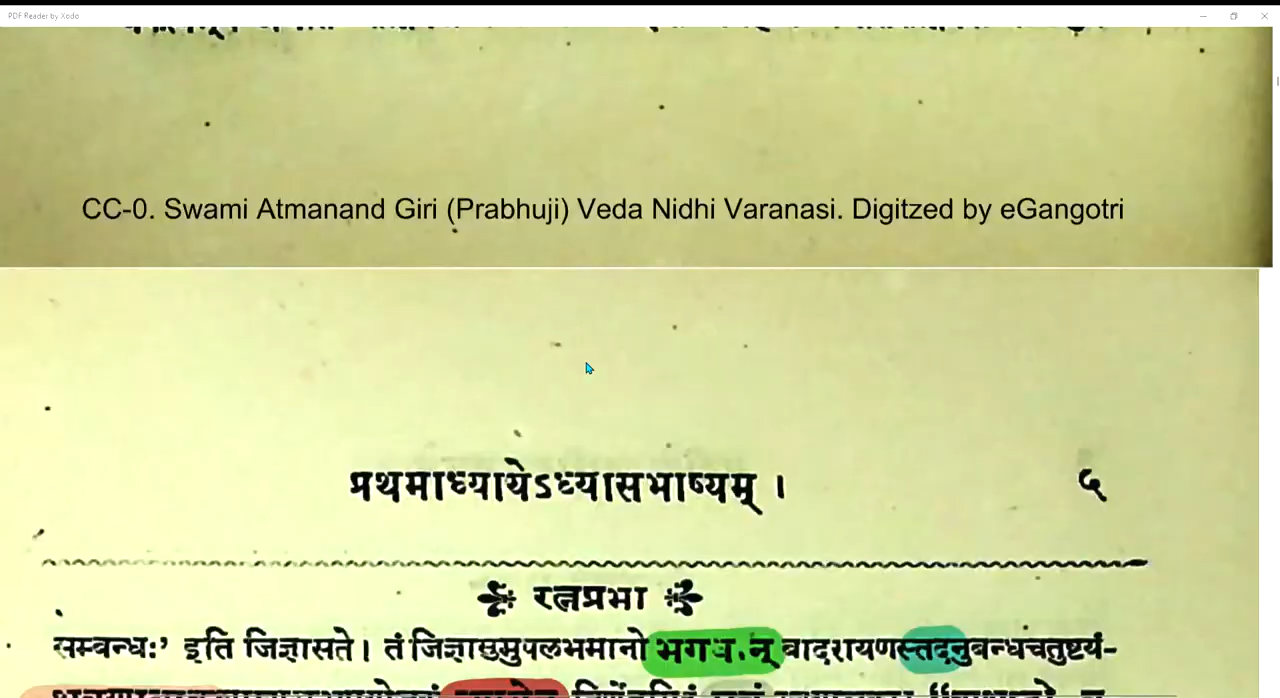 PDF Reader by Xodo
CC-0. Swami Atmanand Giri (Prabhuji) Veda Nidhi Varanasi. Digitzed by eGangotri
प्रथमाध्यायेऽध्यासभाष्यम् । ५
रत्नप्रभा
सम्बन्धः' इति जिज्ञासते। तं जिज्ञासुमुपलभमानो भगवान् बादरायणस्तदनुबन्धचतुष्टयं-